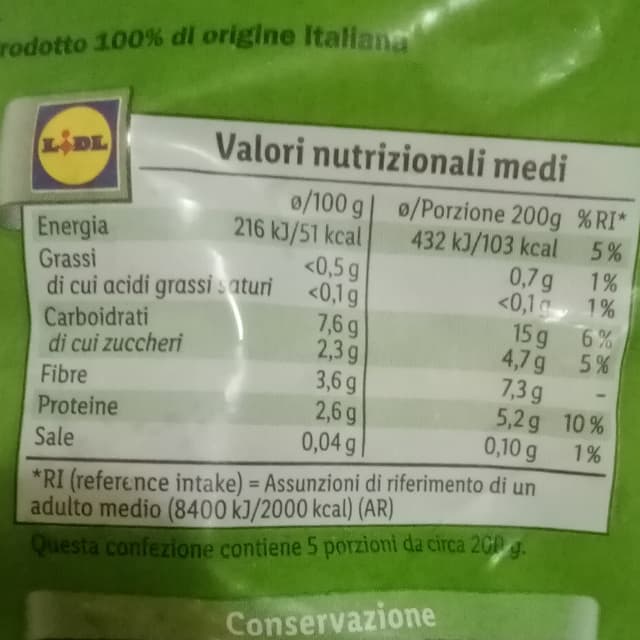 rodotto 100% di origine Italiana
LIDL
Valori nutrizionali medi
ø/100 g ø/Porzione 200g %RI*
Energia 216 kJ/51 kcal 432 kJ/103 kcal 5%
Grassi <0,5 g 0,7 g 1%
di cui acidi grassi saturi <0,1 g <0,1 g 1%
Carboidrati 7,6 g 15 g 6%
di cui zuccheri 2,3 g 4,7 g 5%
Fibre 3,6 g 7,3 g -
Proteine 2,6 g 5,2 g 10%
Sale 0,04 g 0,10 g 1%
*RI (reference intake) = Assunzioni di riferimento di un
adulto medio (8400 kJ/2000 kcal) (AR)
Questa confezione contiene 5 porzioni da circa 200 g.
Conservazione